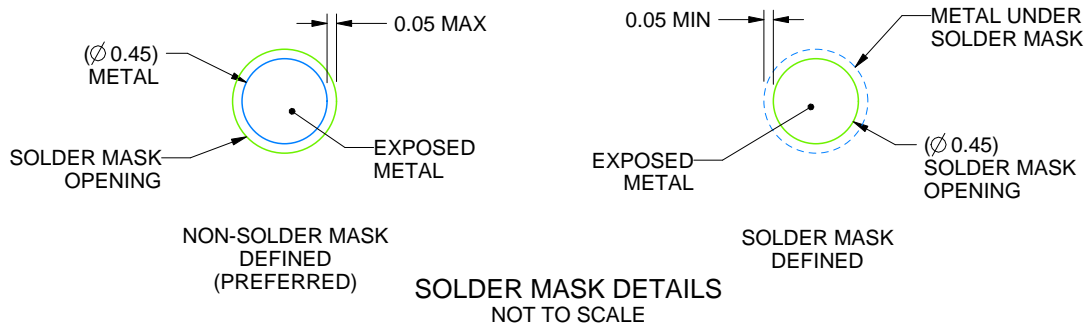 0.05 MAX
(Ø 0.45)
METAL
SOLDER MASK
OPENING
EXPOSED
METAL
NON-SOLDER MASK
DEFINED
(PREFERRED)
0.05 MIN
METAL UNDER
SOLDER MASK
EXPOSED
METAL
(Ø 0.45)
SOLDER MASK
OPENING
SOLDER MASK
DEFINED
SOLDER MASK DETAILS
NOT TO SCALE